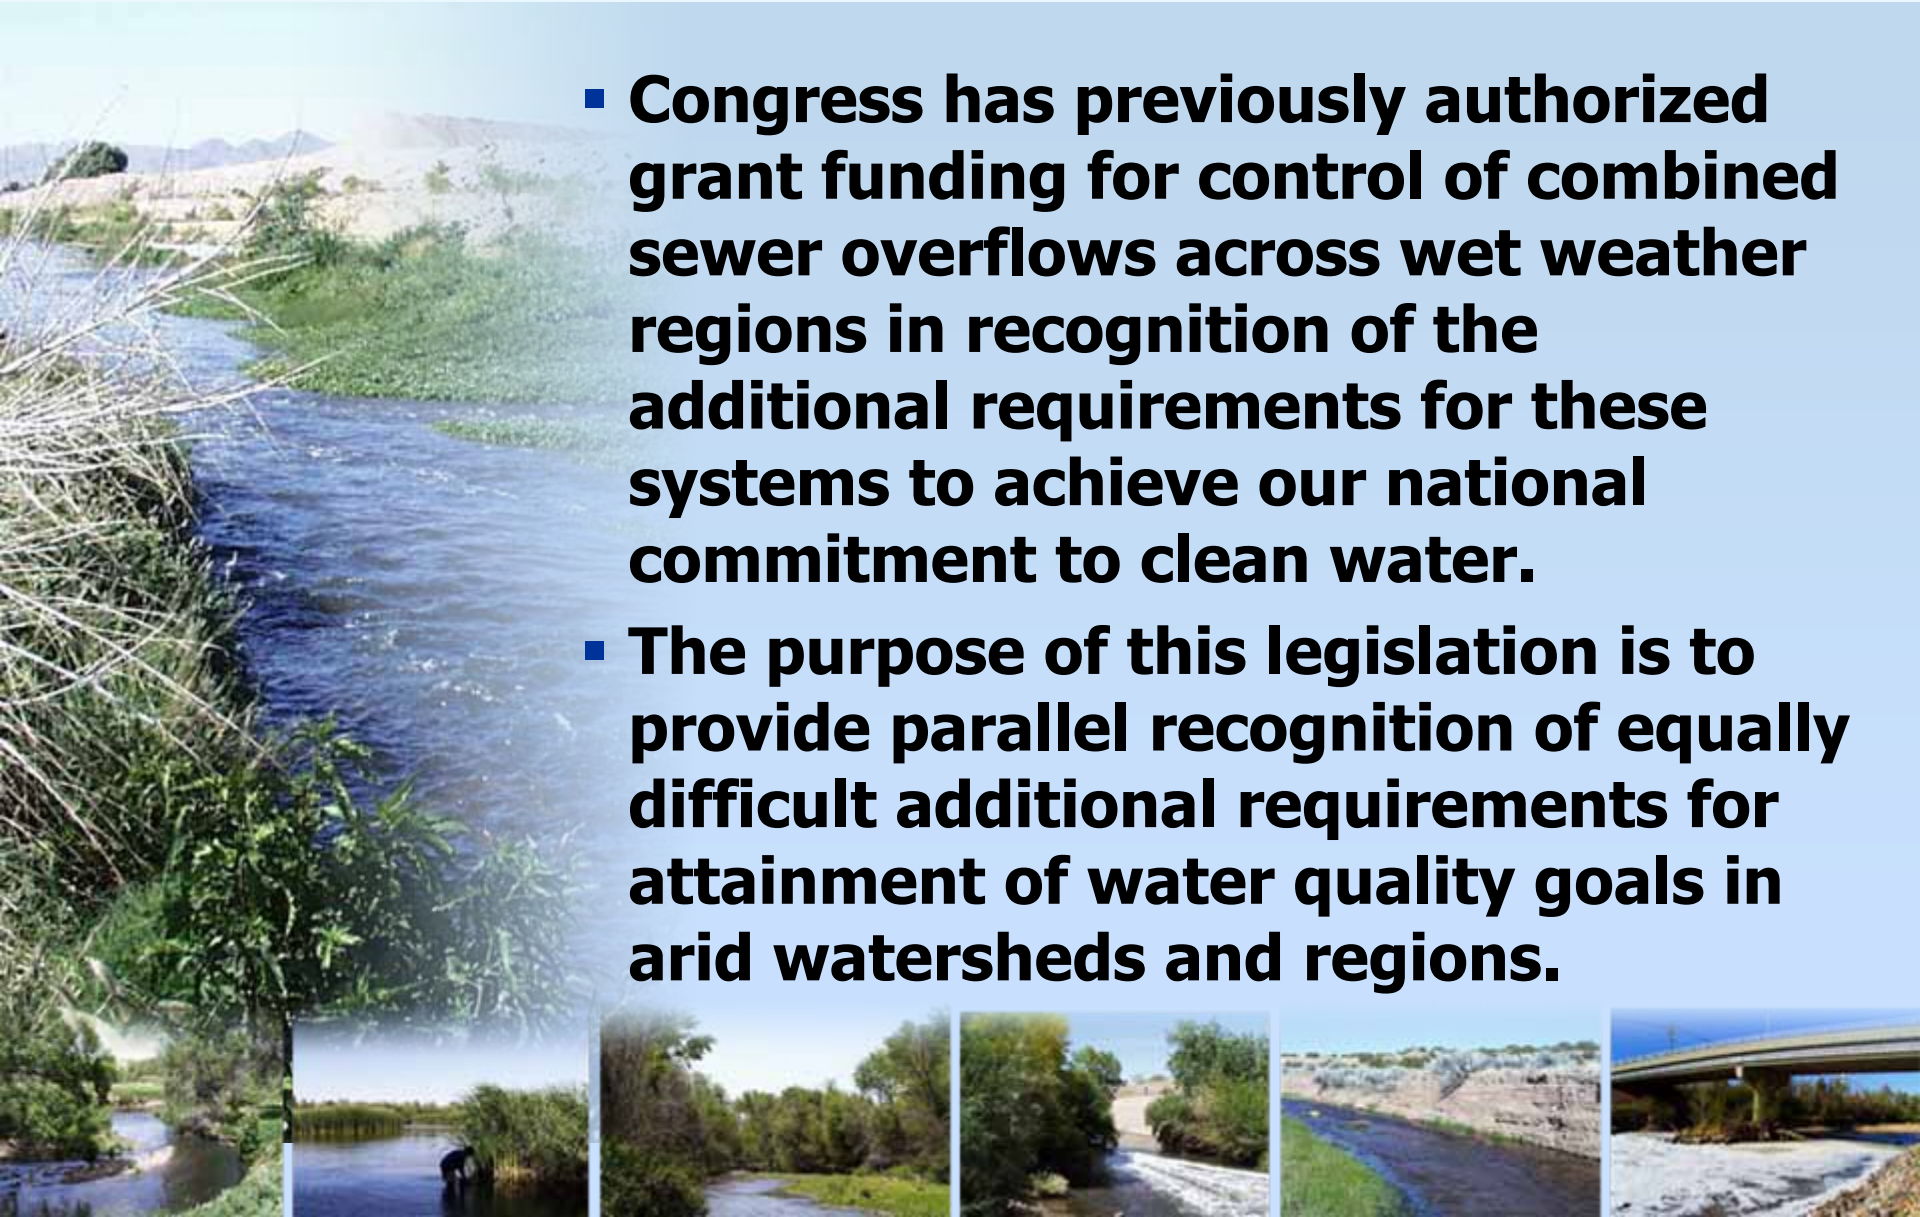 ▪ Congress has previously authorized
grant funding for control of combined
sewer overflows across wet weather
regions in recognition of the
additional requirements for these
systems to achieve our national
commitment to clean water.
▪ The purpose of this legislation is to
provide parallel recognition of equally
difficult additional requirements for
attainment of water quality goals in
arid watersheds and regions.